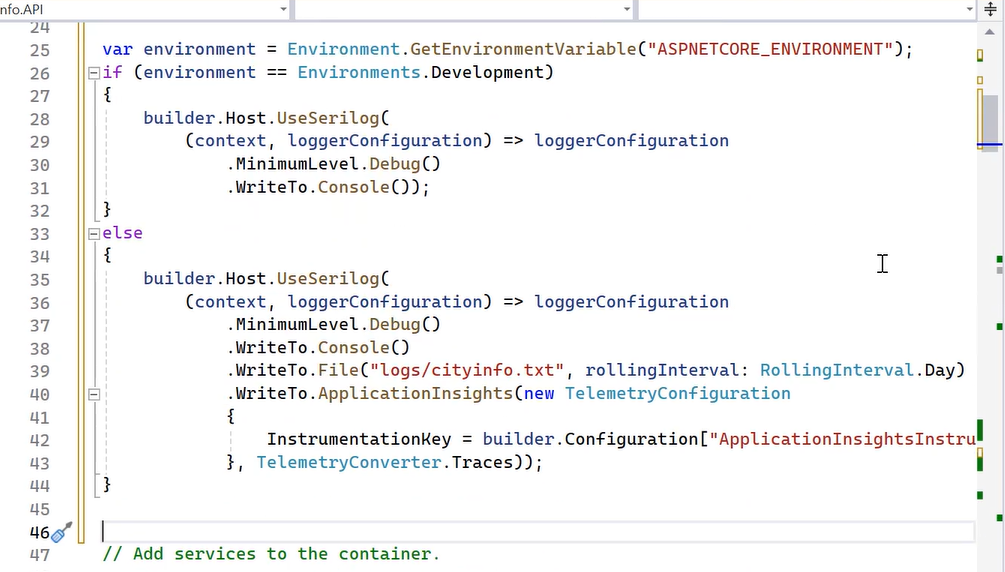 nfo.API
24
25 var environment = Environment.GetEnvironmentVariable("ASPNETCORE_ENVIRONMENT");
26 if (environment == Environments.Development)
27 {
28 builder.Host.UseSerilog(
29 (context, loggerConfiguration) => loggerConfiguration
30 .MinimumLevel.Debug()
31 .WriteTo.Console());
32 }
33 else
34 {
35 builder.Host.UseSerilog(
36 (context, loggerConfiguration) => loggerConfiguration
37 .MinimumLevel.Debug()
38 .WriteTo.Console()
39 .WriteTo.File("logs/cityinfo.txt", rollingInterval: RollingInterval.Day)
40 .WriteTo.ApplicationInsights(new TelemetryConfiguration
41 {
42 InstrumentationKey = builder.Configuration["ApplicationInsightsInstru
43 }, TelemetryConverter.Traces));
44 }
45
46
47 // Add services to the container.